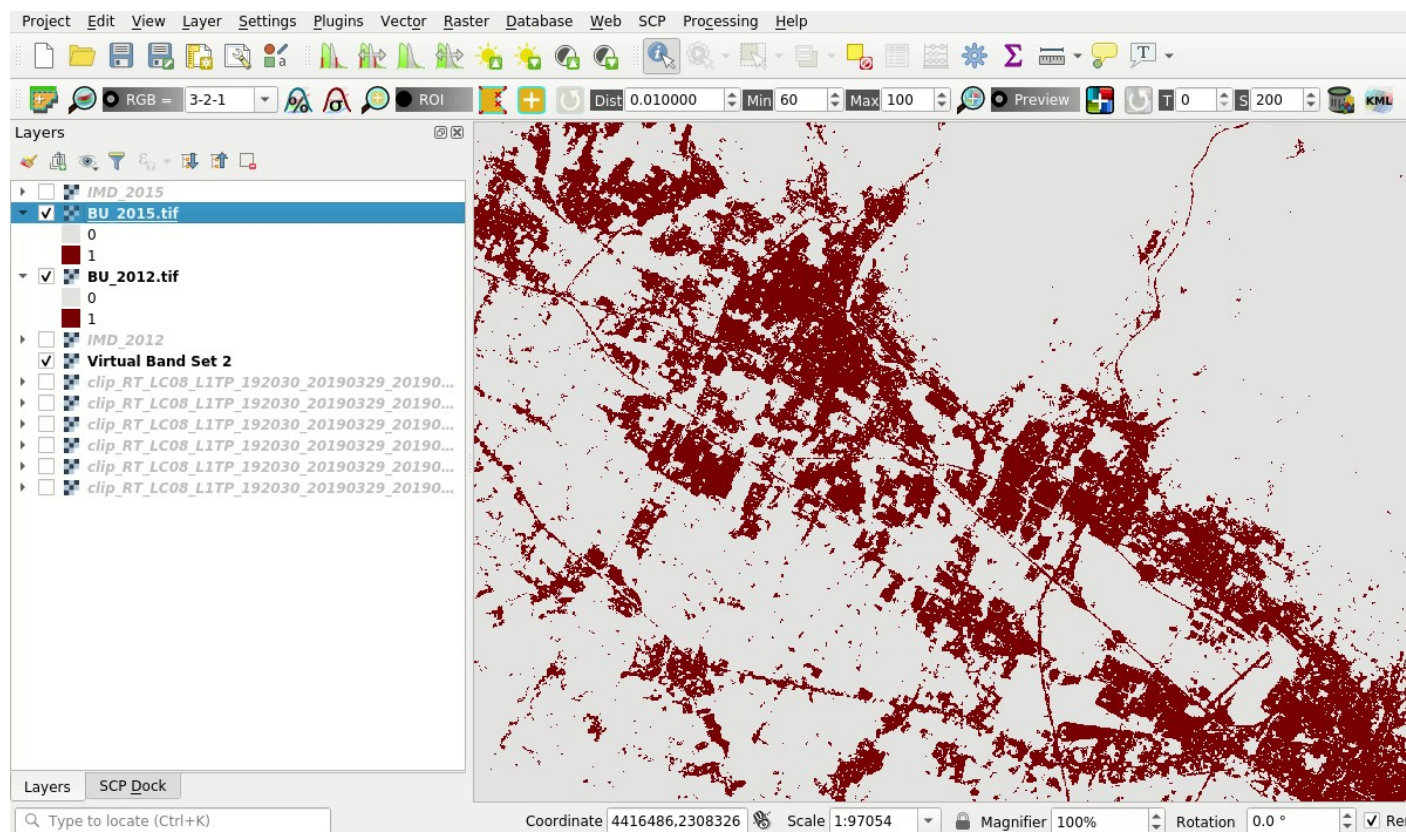 Project Edit View Layer Settings Plugins Vector Raster Database Web SCP Processing Help
a T
RGB = 3-2-1 % σ ROI Dist 0.010000 Min 60 Max 100 Preview T 0 S 200 KML
Layers
IMD_2015
BU_2015.tif
0
1
BU_2012.tif
0
1
IMD_2012
Virtual Band Set 2
clip_RT_LC08_L1TP_192030_20190329_20190...
clip_RT_LC08_L1TP_192030_20190329_20190...
clip_RT_LC08_L1TP_192030_20190329_20190...
clip_RT_LC08_L1TP_192030_20190329_20190...
clip_RT_LC08_L1TP_192030_20190329_20190...
clip_RT_LC08_L1TP_192030_20190329_20190...
Layers SCP Dock
Type to locate (Ctrl+K) Coordinate 4416486,2308326 Scale 1:97054 Magnifier 100% Rotation 0.0 ° Re